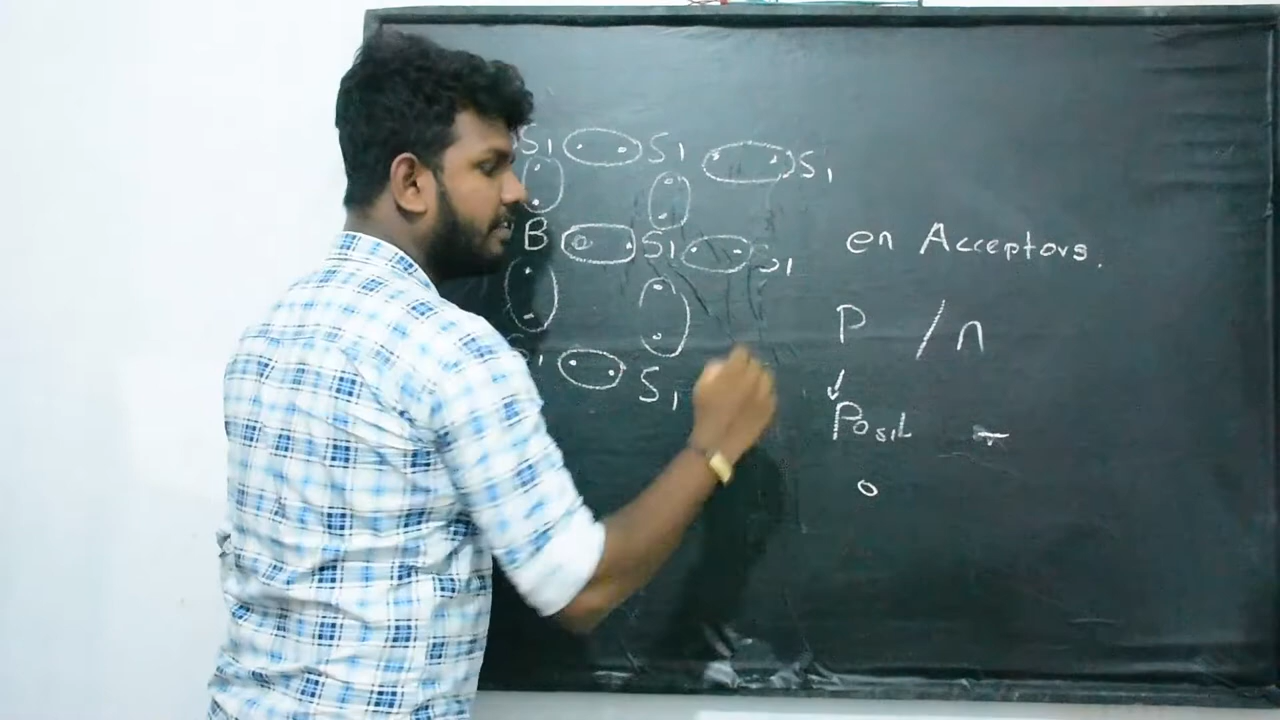 Si Si Si
B Si Si
en Acceptors.
P / n
Si Si
Posit -
o